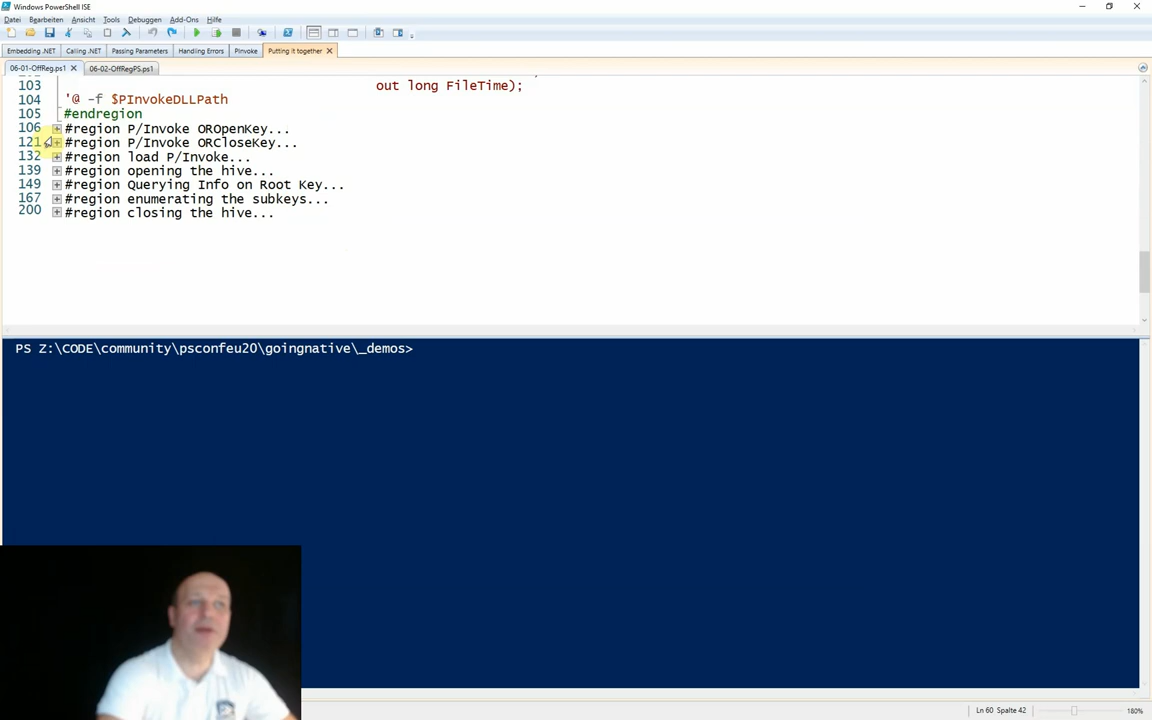 Windows PowerShell ISE
Datei Bearbeiten Ansicht Tools Debuggen Add-Ons Hilfe
Embedding .NET Calling .NET Passing Parameters Handling Errors PInvoke Putting it together
06-01-OffReg.ps1 06-02-OffRegPS.ps1
103 out long FileTime);
104 '@ -f $PInvokeDLLPath
105 #endregion
106 #region P/Invoke OROpenKey...
121 #region P/Invoke ORCloseKey...
132 #region load P/Invoke...
139 #region opening the hive...
149 #region Querying Info on Root Key...
167 #region enumerating the subkeys...
200 #region closing the hive...
PS Z:\CODE\community\psconfeu20\goingnative\_demos>
Ln 60 Spalte 42 180%